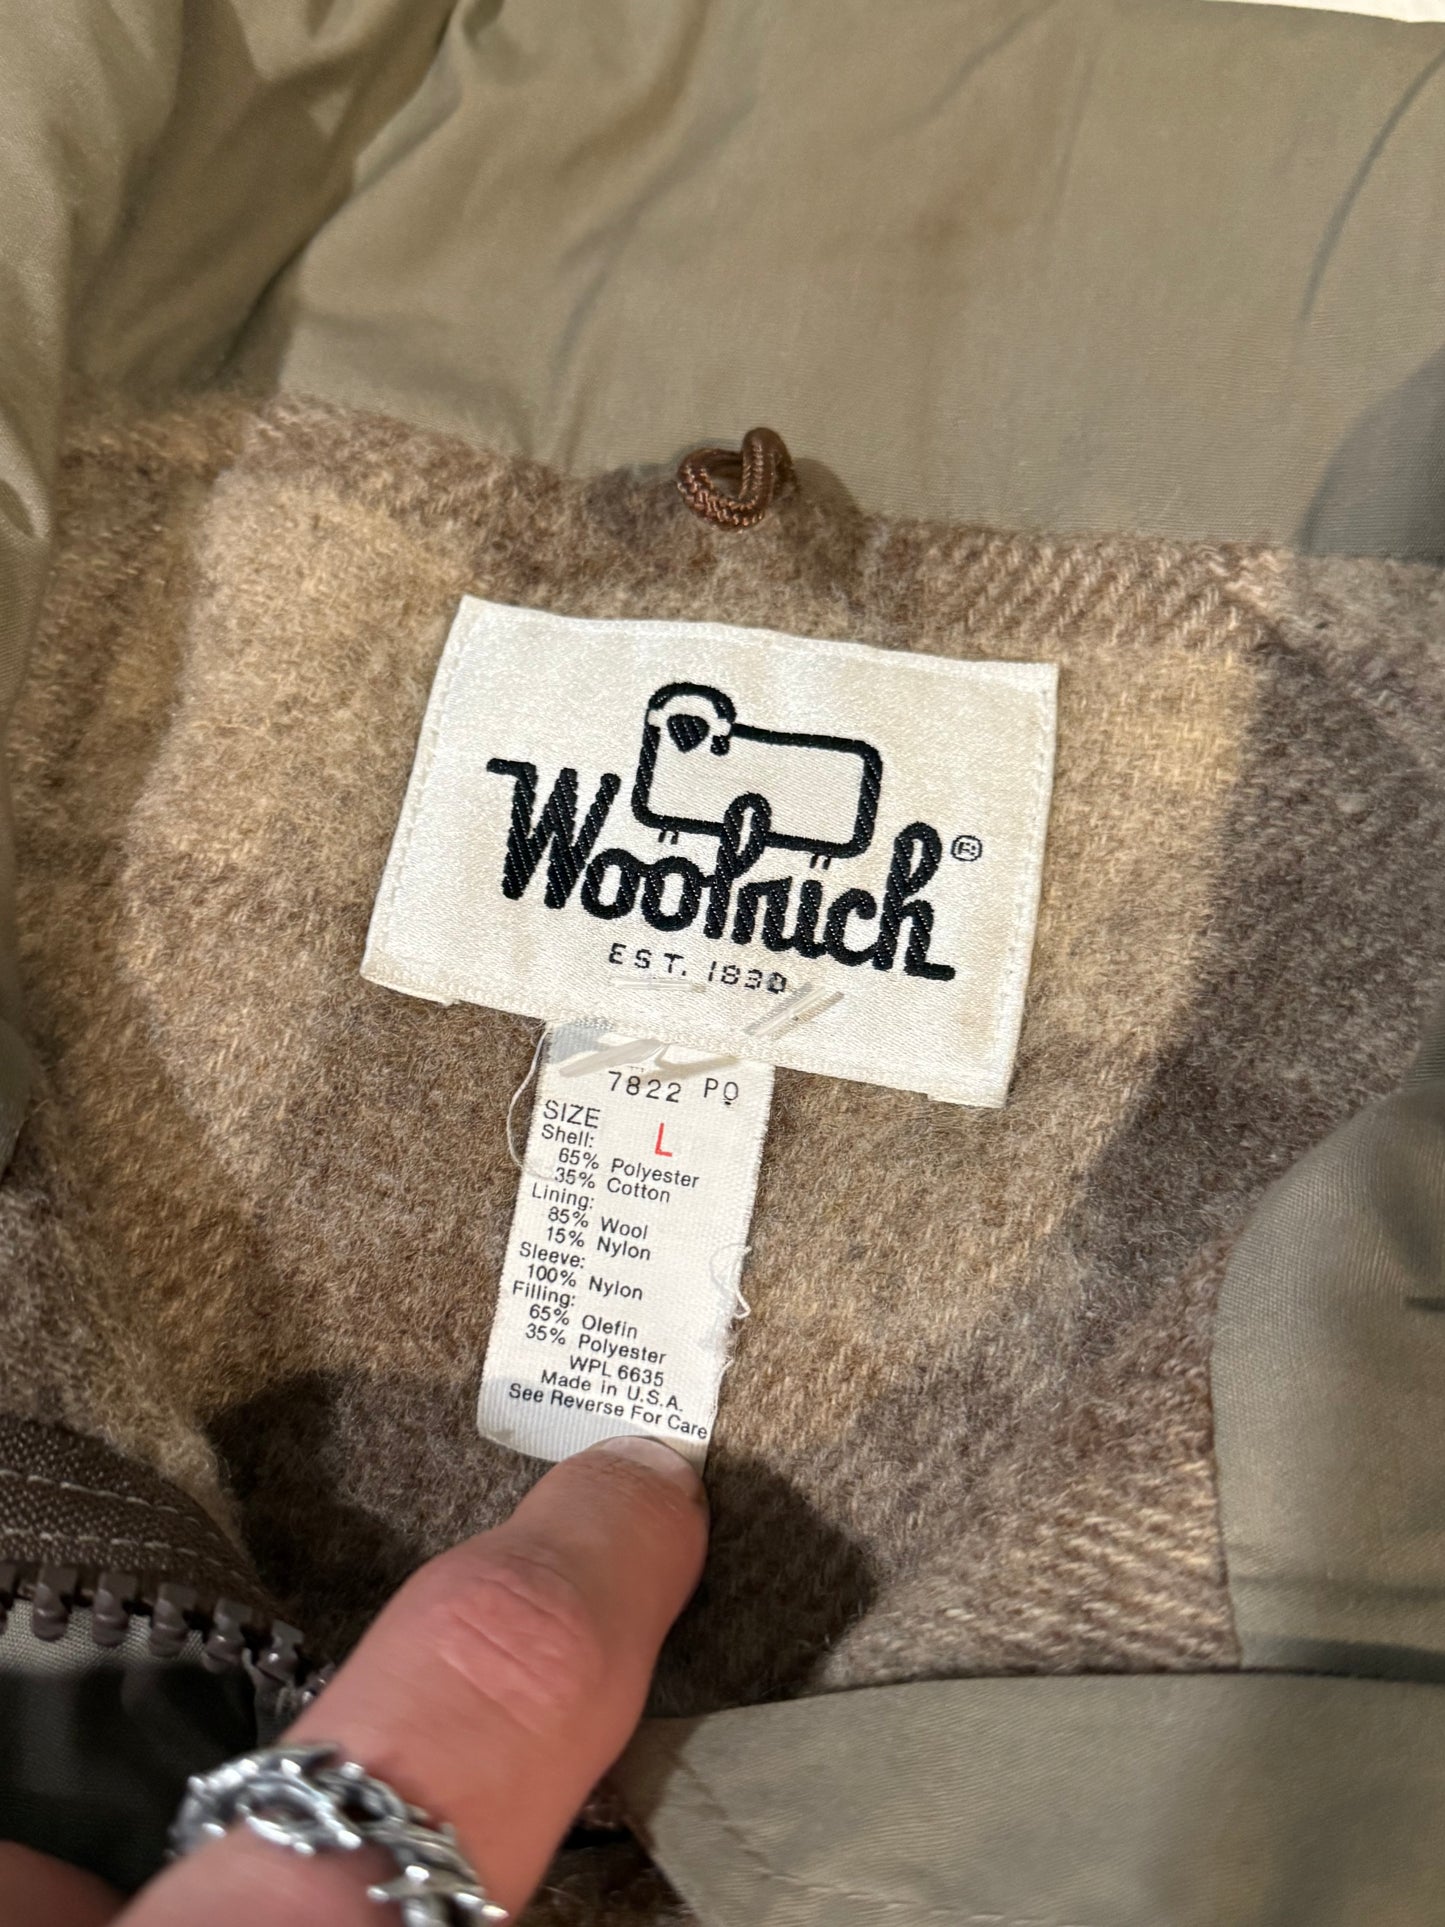 Woolrich®
EST. 1830
7822 PO
SIZE L
Shell:
65% Polyester
35% Cotton
Lining:
85% Wool
15% Nylon
Sleeve:
100% Nylon
Filling:
65% Olefin
35% Polyester
WPL 6635
Made in U.S.A.
See Reverse For Care